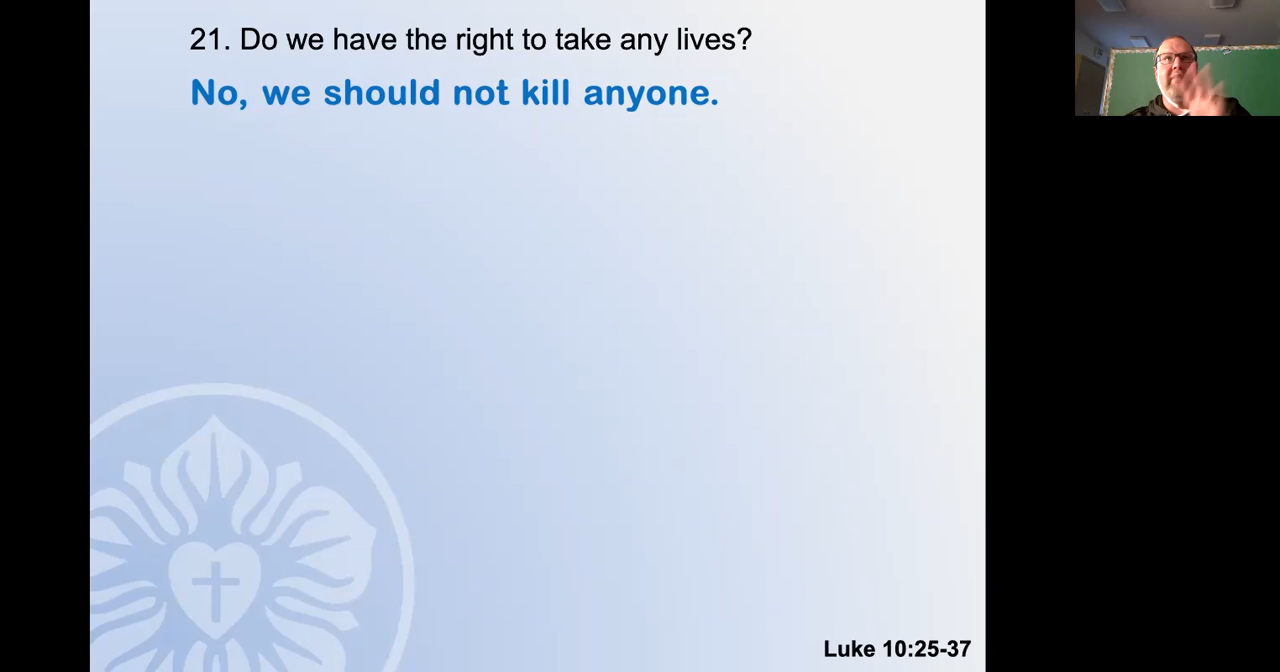 21. Do we have the right to take any lives?
No, we should not kill anyone.
Luke 10:25-37